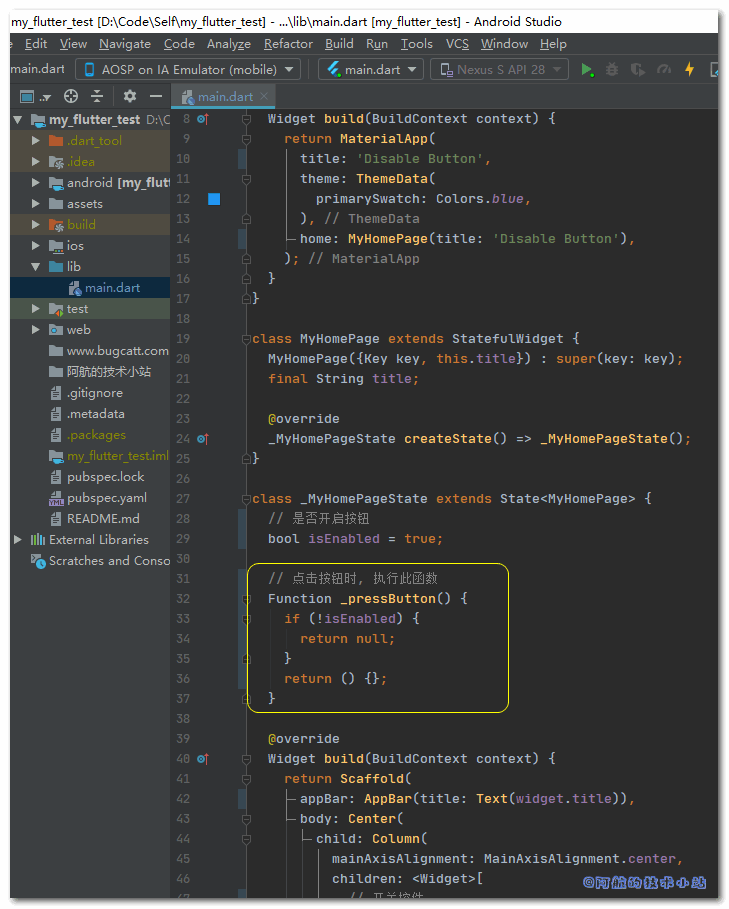 my_flutter_test [D:\Code\Self\my_flutter_test] - ...\lib\main.dart [my_flutter_test] - Android Studio
Edit View Navigate Code Analyze Refactor Build Run Tools VCS Window Help
main.dart AOSP on IA Emulator (mobile) main.dart Nexus S API 28
main.dart
my_flutter_test D:\C
.dart_tool
.idea
android [my_flutt
assets
build
ios
lib
main.dart
test
web
www.bugcatt.com
阿航的技术小站
.gitignore
.metadata
.packages
my_flutter_test.iml
pubspec.lock
pubspec.yaml
README.md
External Libraries
Scratches and Conso
8 Widget build(BuildContext context) {
9 return MaterialApp(
10 title: 'Disable Button',
11 theme: ThemeData(
12 primarySwatch: Colors.blue,
13 ), // ThemeData
14 home: MyHomePage(title: 'Disable Button'),
15 ); // MaterialApp
16 }
17 }
18
19 class MyHomePage extends StatefulWidget {
20 MyHomePage({Key key, this.title}) : super(key: key);
21 final String title;
22
23 @override
24 _MyHomePageState createState() => _MyHomePageState();
25 }
26
27 class _MyHomePageState extends State<MyHomePage> {
28 // 是否开启按钮
29 bool isEnabled = true;
30
31 // 点击按钮时, 执行此函数
32 Function _pressButton() {
33 if (!isEnabled) {
34 return null;
35 }
36 return () {};
37 }
38
39 @override
40 Widget build(BuildContext context) {
41 return Scaffold(
42 appBar: AppBar(title: Text(widget.title)),
43 body: Center(
44 child: Column(
45 mainAxisAlignment: MainAxisAlignment.center,
46 children: <Widget>[
47 // 开关控件
@阿航的技术小站